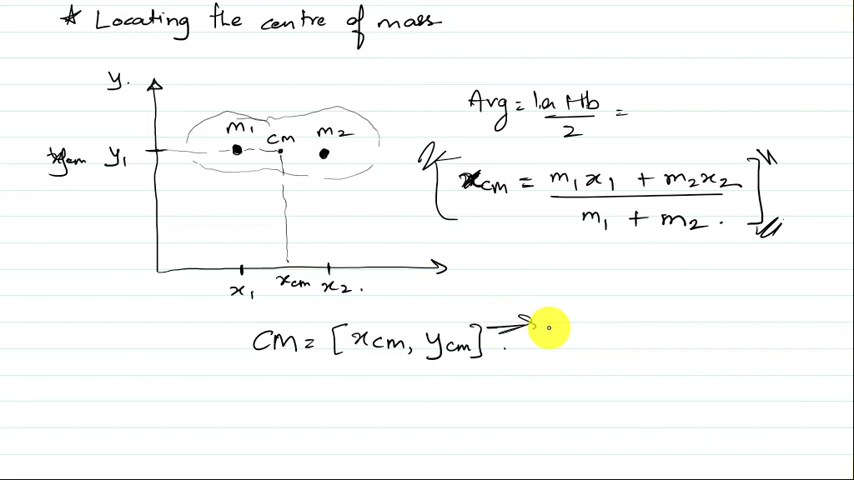 * Locating the centre of mass
y.
m1 cm m2
ycm y1
x1 xcm x2.
Avg = 1a+1b / 2 =
[xcm = m1x1 + m2x2 / m1 + m2.]
CM = [xcm, ycm] → .